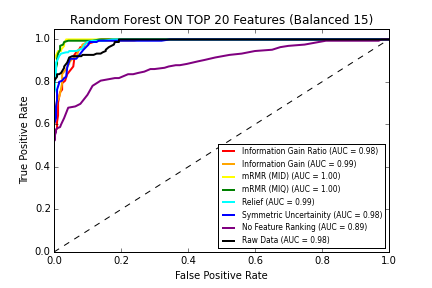 Random Forest ON TOP 20 Features (Balanced 15)
1.0
0.8
0.6
0.4
0.2
0.0
True Positive Rate
Information Gain Ratio (AUC = 0.98)
Information Gain (AUC = 0.99)
mRMR (MID) (AUC = 1.00)
mRMR (MIQ) (AUC = 1.00)
Relief (AUC = 0.99)
Symmetric Uncertainity (AUC = 0.98)
No Feature Ranking (AUC = 0.89)
Raw Data (AUC = 0.98)
0.0 0.2 0.4 0.6 0.8 1.0
False Positive Rate